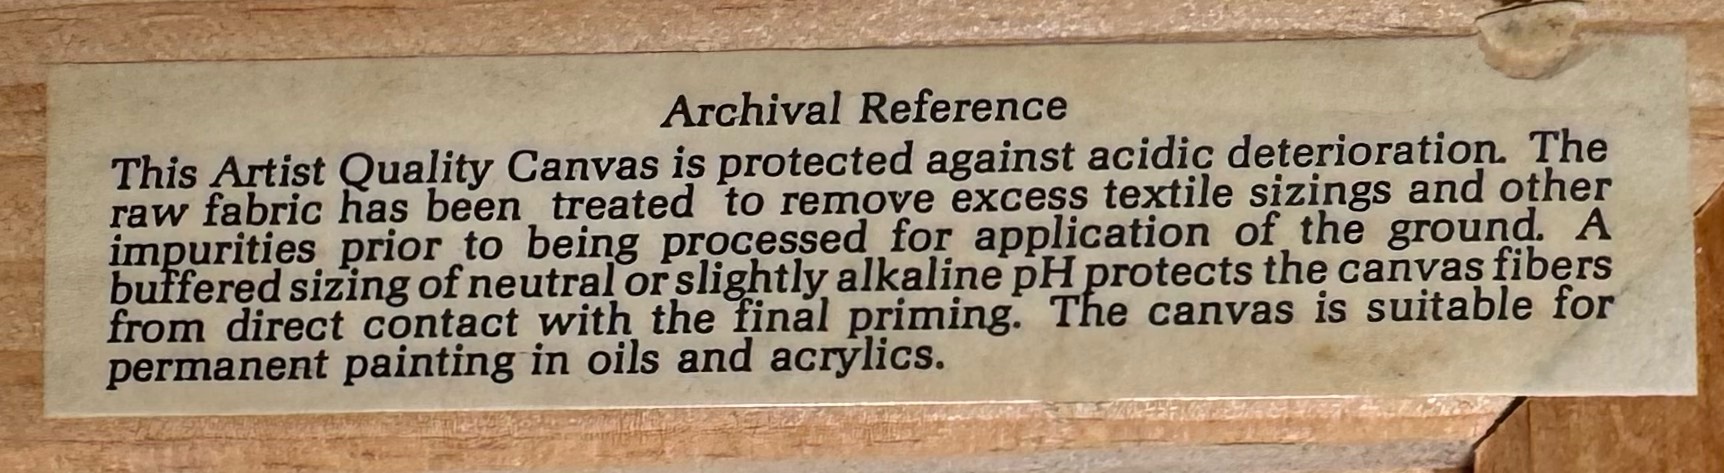 Archival Reference
This Artist Quality Canvas is protected against acidic deterioration. The
raw fabric has been treated to remove excess textile sizings and other
impurities prior to being processed for application of the ground. A
buffered sizing of neutral or slightly alkaline pH protects the canvas fibers
from direct contact with the final priming. The canvas is suitable for
permanent painting in oils and acrylics.